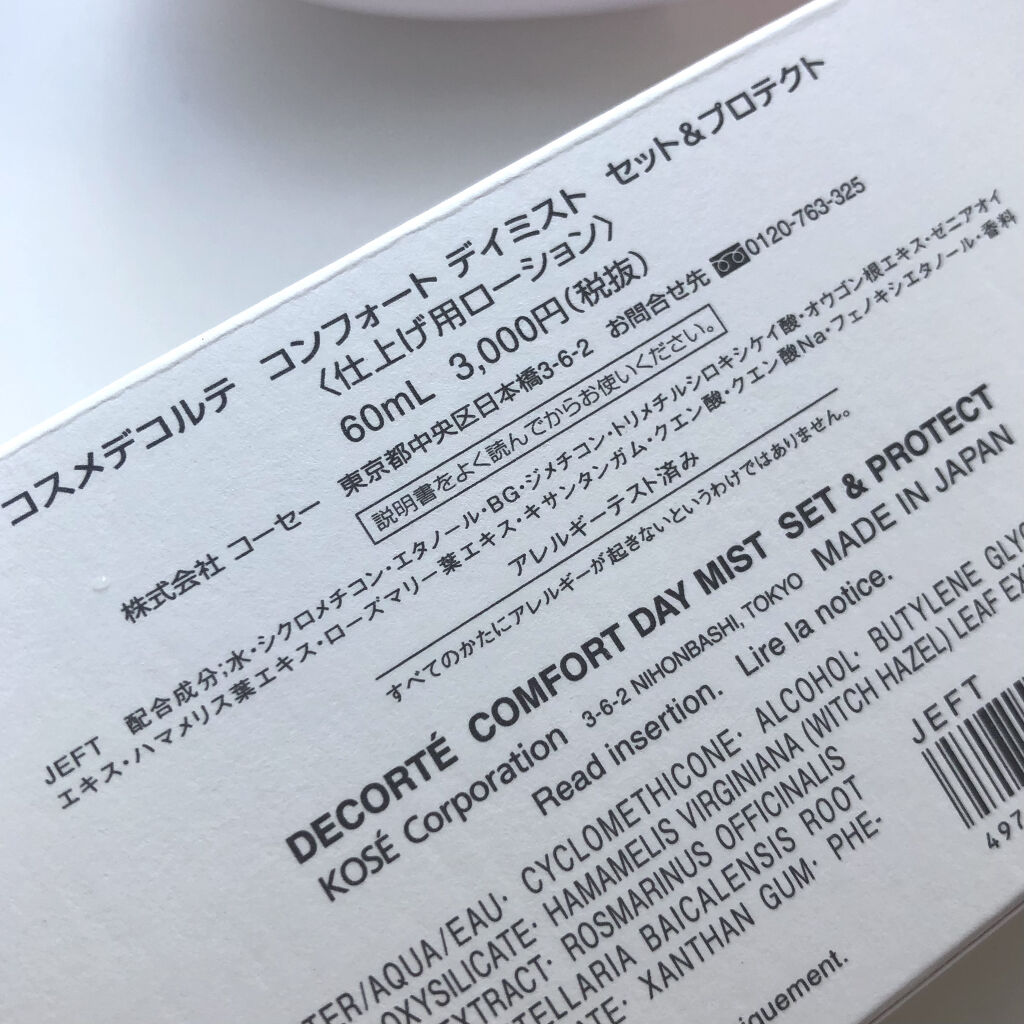 コスメデコルテ コンフォート デイミスト セット＆プロテクト
〈仕上げ用ローション〉
60mL 3,000円(税抜)
株式会社 コーセー 東京都中央区日本橋3-6-2 お問合せ先 0120-763-325
説明書をよく読んでからお使いください。
JEFT 配合成分;水・シクロメチコン・エタノール・BG・ジメチコン・トリメチルシロキシケイ酸・オウゴン根エキス・ゼニアオイ
エキス・ハマメリス葉エキス・ローズマリー葉エキス・キサンタンガム・クエン酸・クエン酸Na・フェノキシエタノール・香料
アレルギーテスト済み
すべてのかたにアレルギーが起きないというわけではありません。
DECORTÉ COMFORT DAY MIST SET & PROTECT
KOSÉ Corporation 3-6-2 NIHONBASHI, TOKYO MADE IN JAPAN
Read insertion. Lire la notice.
TER/AQUA/EAU· CYCLOMETHICONE· ALCOHOL· BUTYLENE GLYC
OXYSILICATE· HAMAMELIS VIRGINIANA (WITCH HAZEL) LEAF EX
EXTRACT· ROSMARINUS OFFICINALIS
TELLARIA BAICALENSIS ROOT
ATE· XANTHAN GUM· PHE-
iquement.
JEFT
497